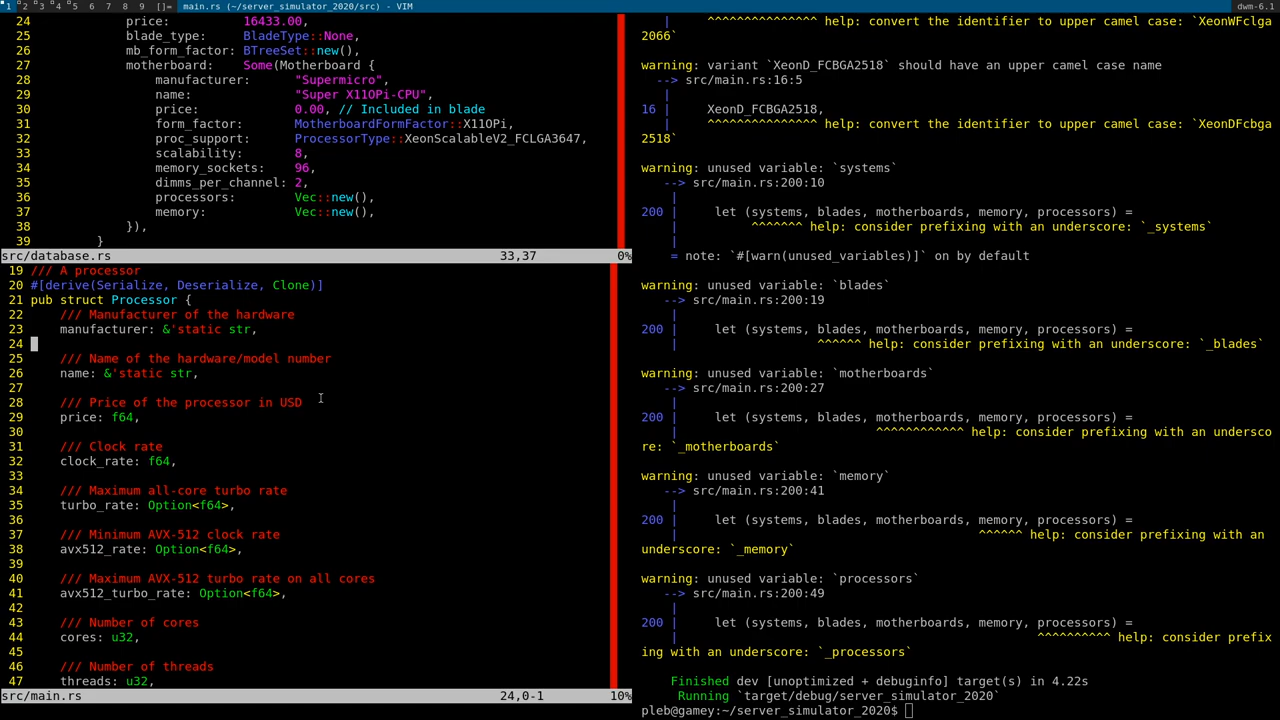 1 2 3 4 5 6 7 8 9 []= main.rs (~/server_simulator_2020/src) - VIM dwm-6.1
24 price: 16433.00,
25 blade_type: BladeType::None,
26 mb_form_factor: BTreeSet::new(),
27 motherboard: Some(Motherboard {
28 manufacturer: "Supermicro",
29 name: "Super X11OPi-CPU",
30 price: 0.00, // Included in blade
31 form_factor: MotherboardFormFactor::X11OPi,
32 proc_support: ProcessorType::XeonScalableV2_FCLGA3647,
33 scalability: 8,
34 memory_sockets: 96,
35 dimms_per_channel: 2,
36 processors: Vec::new(),
37 memory: Vec::new(),
38 }),
39 }
src/database.rs 33,37 0%
19 /// A processor
20 #[derive(Serialize, Deserialize, Clone)]
21 pub struct Processor {
22 /// Manufacturer of the hardware
23 manufacturer: &'static str,
24
25 /// Name of the hardware/model number
26 name: &'static str,
27
28 /// Price of the processor in USD
29 price: f64,
30
31 /// Clock rate
32 clock_rate: f64,
33
34 /// Maximum all-core turbo rate
35 turbo_rate: Option<f64>,
36
37 /// Minimum AVX-512 clock rate
38 avx512_rate: Option<f64>,
39
40 /// Maximum AVX-512 turbo rate on all cores
41 avx512_turbo_rate: Option<f64>,
42
43 /// Number of cores
44 cores: u32,
45
46 /// Number of threads
47 threads: u32,
src/main.rs 24,0-1 10%
| ^^^^^^^^^^^^^^^ help: convert the identifier to upper camel case: `XeonWFclga
2066`
warning: variant `XeonD_FCBGA2518` should have an upper camel case name
--> src/main.rs:16:5
|
16 | XeonD_FCBGA2518,
| ^^^^^^^^^^^^^^^ help: convert the identifier to upper camel case: `XeonDFcbga
2518`
warning: unused variable: `systems`
--> src/main.rs:200:10
|
200 | let (systems, blades, motherboards, memory, processors) =
| ^^^^^^^ help: consider prefixing with an underscore: `_systems`
|
= note: `#[warn(unused_variables)]` on by default
warning: unused variable: `blades`
--> src/main.rs:200:19
|
200 | let (systems, blades, motherboards, memory, processors) =
| ^^^^^^ help: consider prefixing with an underscore: `_blades`
warning: unused variable: `motherboards`
--> src/main.rs:200:27
|
200 | let (systems, blades, motherboards, memory, processors) =
| ^^^^^^^^^^^^ help: consider prefixing with an undersco
re: `_motherboards`
warning: unused variable: `memory`
--> src/main.rs:200:41
|
200 | let (systems, blades, motherboards, memory, processors) =
| ^^^^^^ help: consider prefixing with an
underscore: `_memory`
warning: unused variable: `processors`
--> src/main.rs:200:49
|
200 | let (systems, blades, motherboards, memory, processors) =
| ^^^^^^^^^^ help: consider prefix
ing with an underscore: `_processors`
Finished dev [unoptimized + debuginfo] target(s) in 4.22s
Running `target/debug/server_simulator_2020`
pleb@gamey:~/server_simulator_2020$